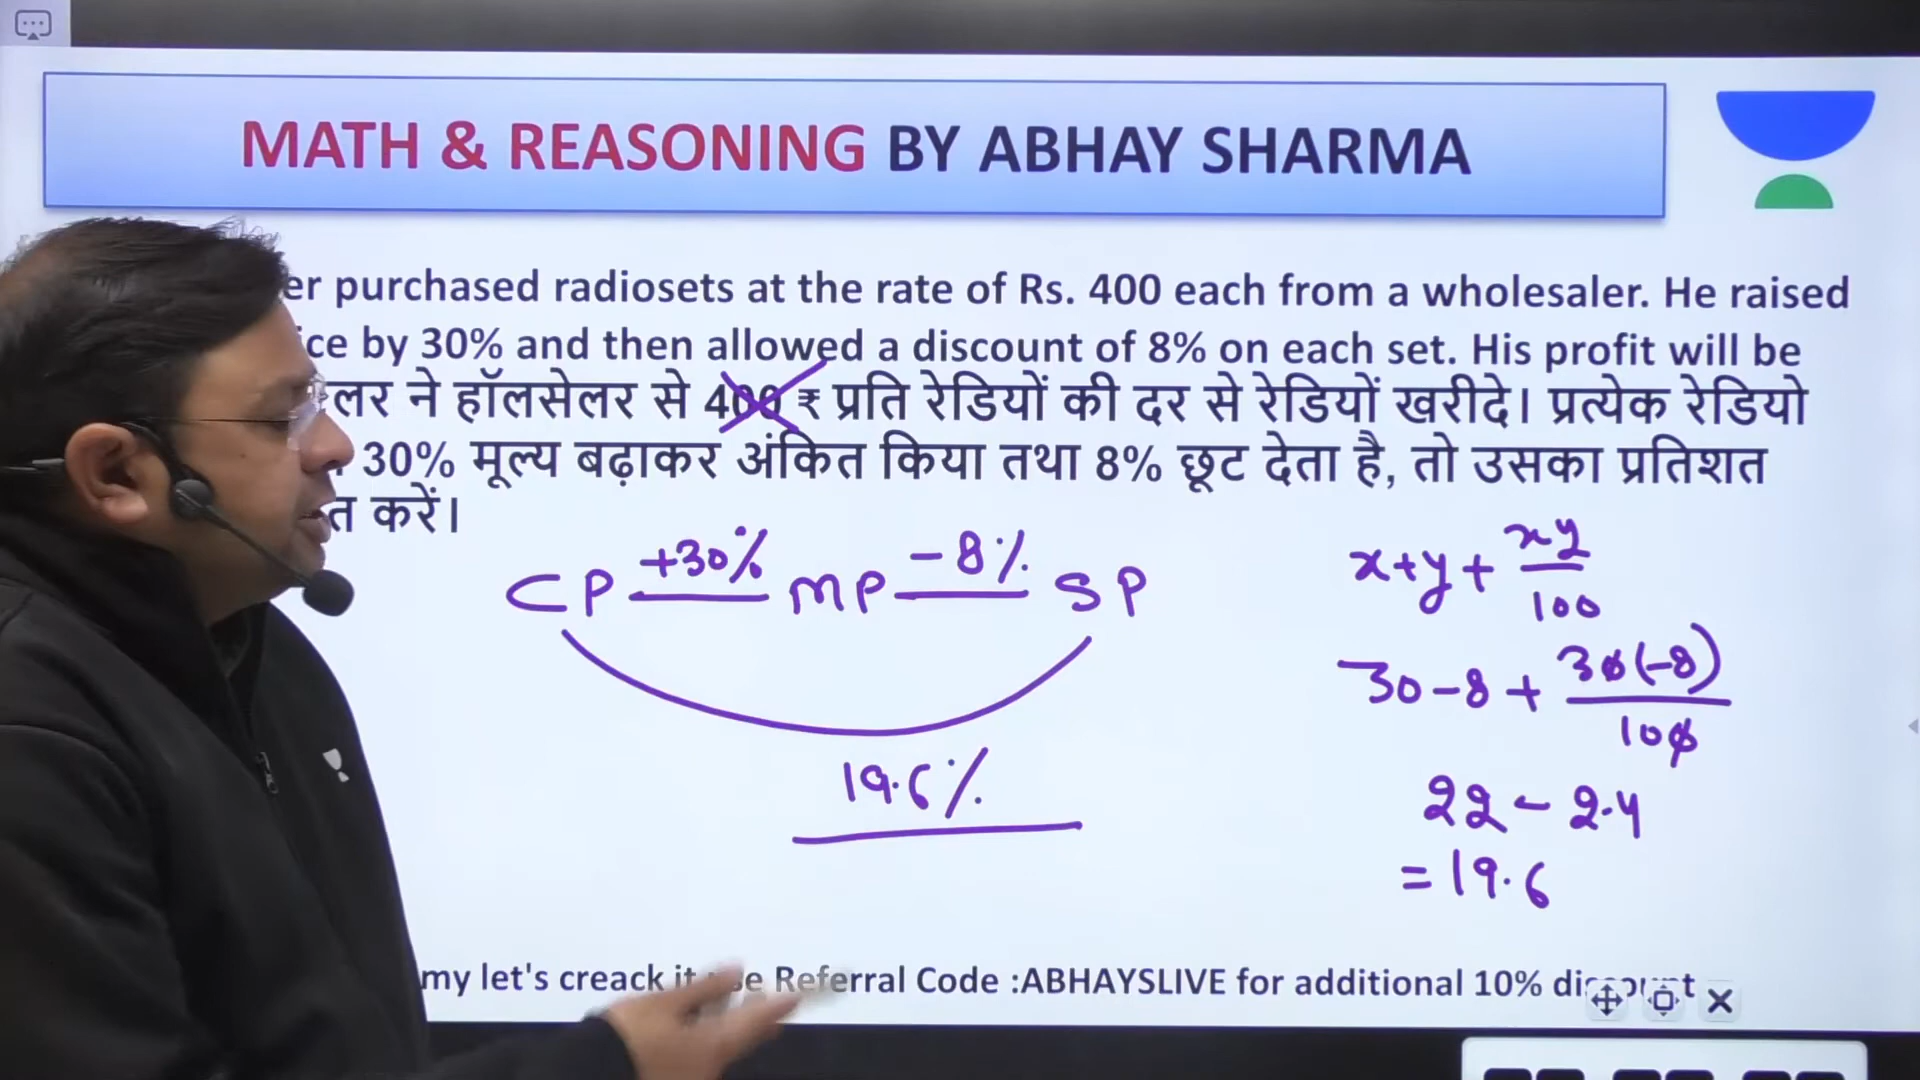 MATH & REASONING BY ABHAY SHARMA
er purchased radiosets at the rate of Rs. 400 each from a wholesaler. He raised
ce by 30% and then allowed a discount of 8% on each set. His profit will be
लर ने हॉलसेलर से 400 ₹ प्रति रेडियों की दर से रेडियों खरीदे। प्रत्येक रेडियो
30% मूल्य बढ़ाकर अंकित किया तथा 8% छूट देता है, तो उसका प्रतिशत
त करें।
CP +30% MP -8% SP
19.6%
x+y+ xy/100
30-8+ 30(-8)/100
22 - 2.4
= 19.6
my let's creack it Referral Code :ABHAYSLIVE for additional 10% discount